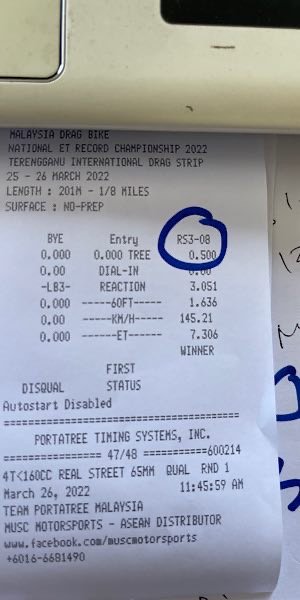 MALAYSIA DRAG BIKE
NATIONAL ET RECORD CHAMPIONSHIP 2022
TERENGGANU INTERNATIONAL DRAG STRIP
25 - 26 MARCH 2022
LENGTH : 201M - 1/8 MILES
SURFACE : NO-PREP
BYE Entry RS3-08
0.000 0.000 TREE 0.500
0.00 DIAL-IN 0.00
-LB3- REACTION 3.051
0.000 ------60FT----- 1.636
0.00 -----KM/H----- 145.21
0.000 ------ET----- 7.306
WINNER
FIRST
DISQUAL STATUS
Autostart Disabled
========================================
PORTATREE TIMING SYSTEMS, INC.
================ 47/48 ===========600214
4T<160CC REAL STREET 65MM QUAL RND 1
March 26, 2022 11:45:59 AM
TEAM PORTATREE MALAYSIA
MUSC MOTORSPORTS - ASEAN DISTRIBUTOR
www.facebook.com/muscmotorsports
+6016-6681490